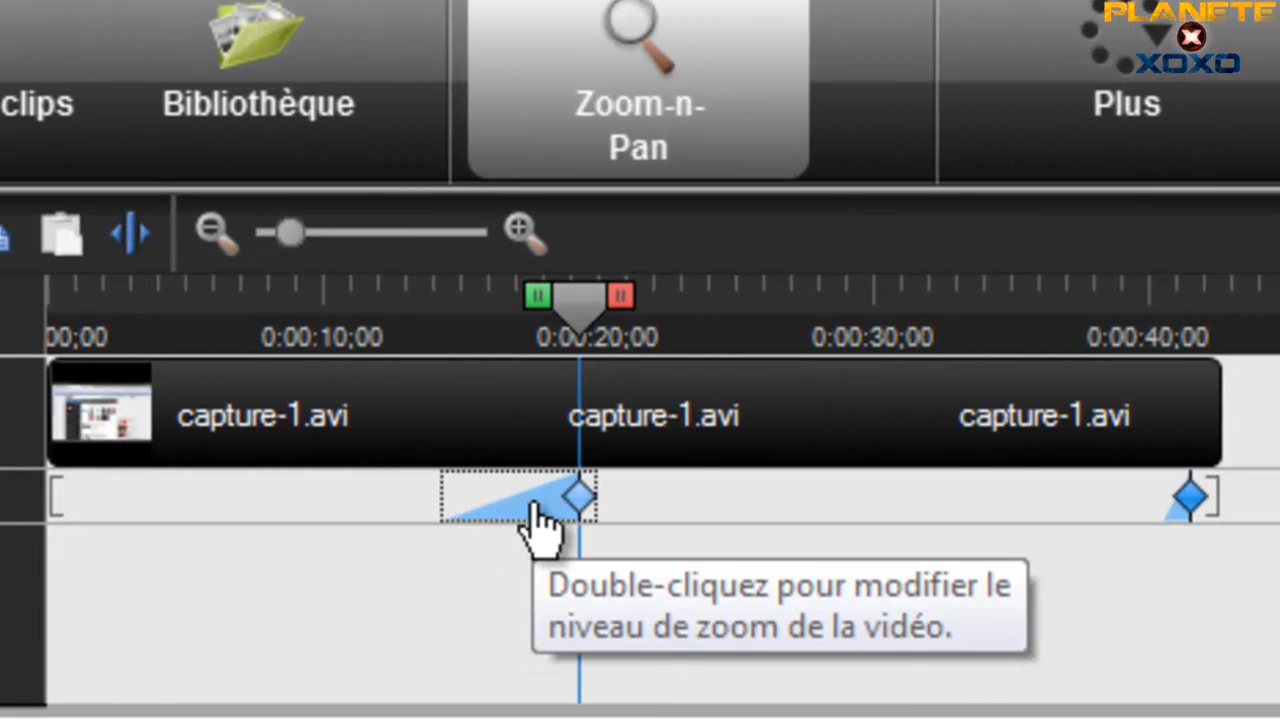 PLANETE
XOXO
clips
Bibliothèque
Zoom-n-
Pan
Plus
00;00
0:00:10;00
0:00:20;00
0:00:30;00
0:00:40;00
capture-1.avi
capture-1.avi
capture-1.avi
Double-cliquez pour modifier le
niveau de zoom de la vidéo.